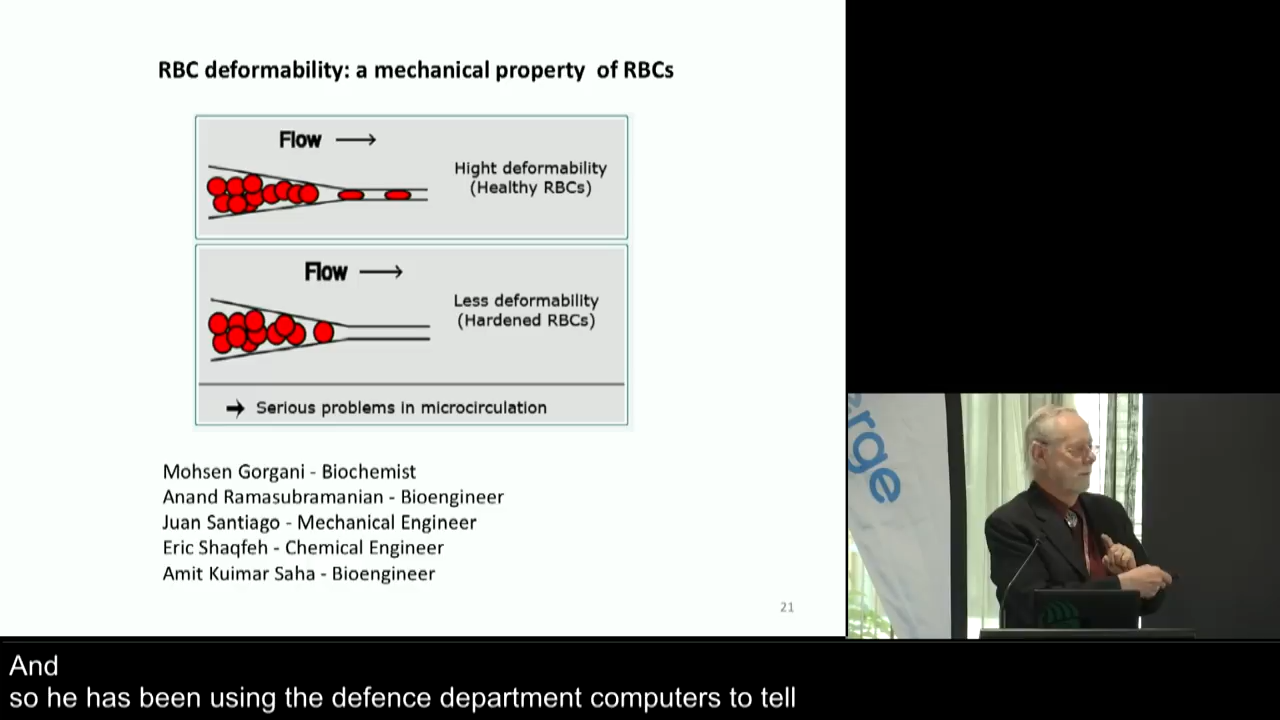 RBC deformability: a mechanical property of RBCs
Flow
Hight deformability
(Healthy RBCs)
Flow
Less deformability
(Hardened RBCs)
Serious problems in microcirculation
Mohsen Gorgani - Biochemist
Anand Ramasubramanian - Bioengineer
Juan Santiago - Mechanical Engineer
Eric Shaqfeh - Chemical Engineer
Amit Kuimar Saha - Bioengineer
21
erge
And
so he has been using the defence department computers to tell